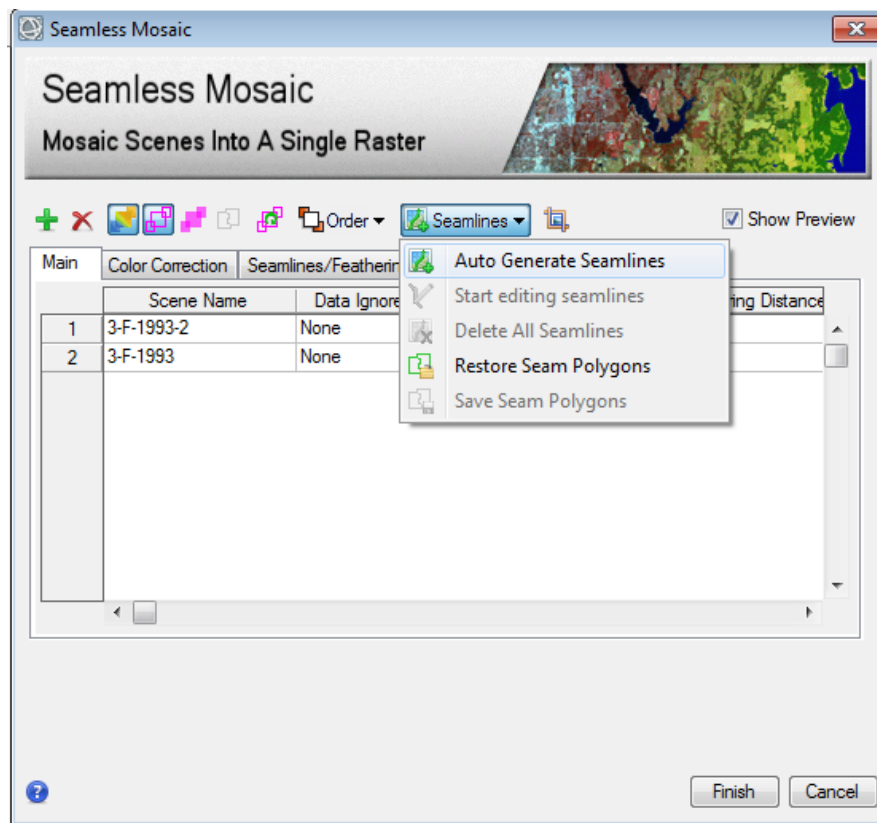 Seamless Mosaic
Seamless Mosaic
Mosaic Scenes Into A Single Raster
Order
Seamlines
Show Preview
Main
Color Correction
Seamlines/Featherin
Auto Generate Seamlines
Start editing seamlines
Delete All Seamlines
Restore Seam Polygons
Save Seam Polygons
Scene Name
Data Ignore
ring Distance
1
3-F-1993-2
None
2
3-F-1993
None
Finish
Cancel